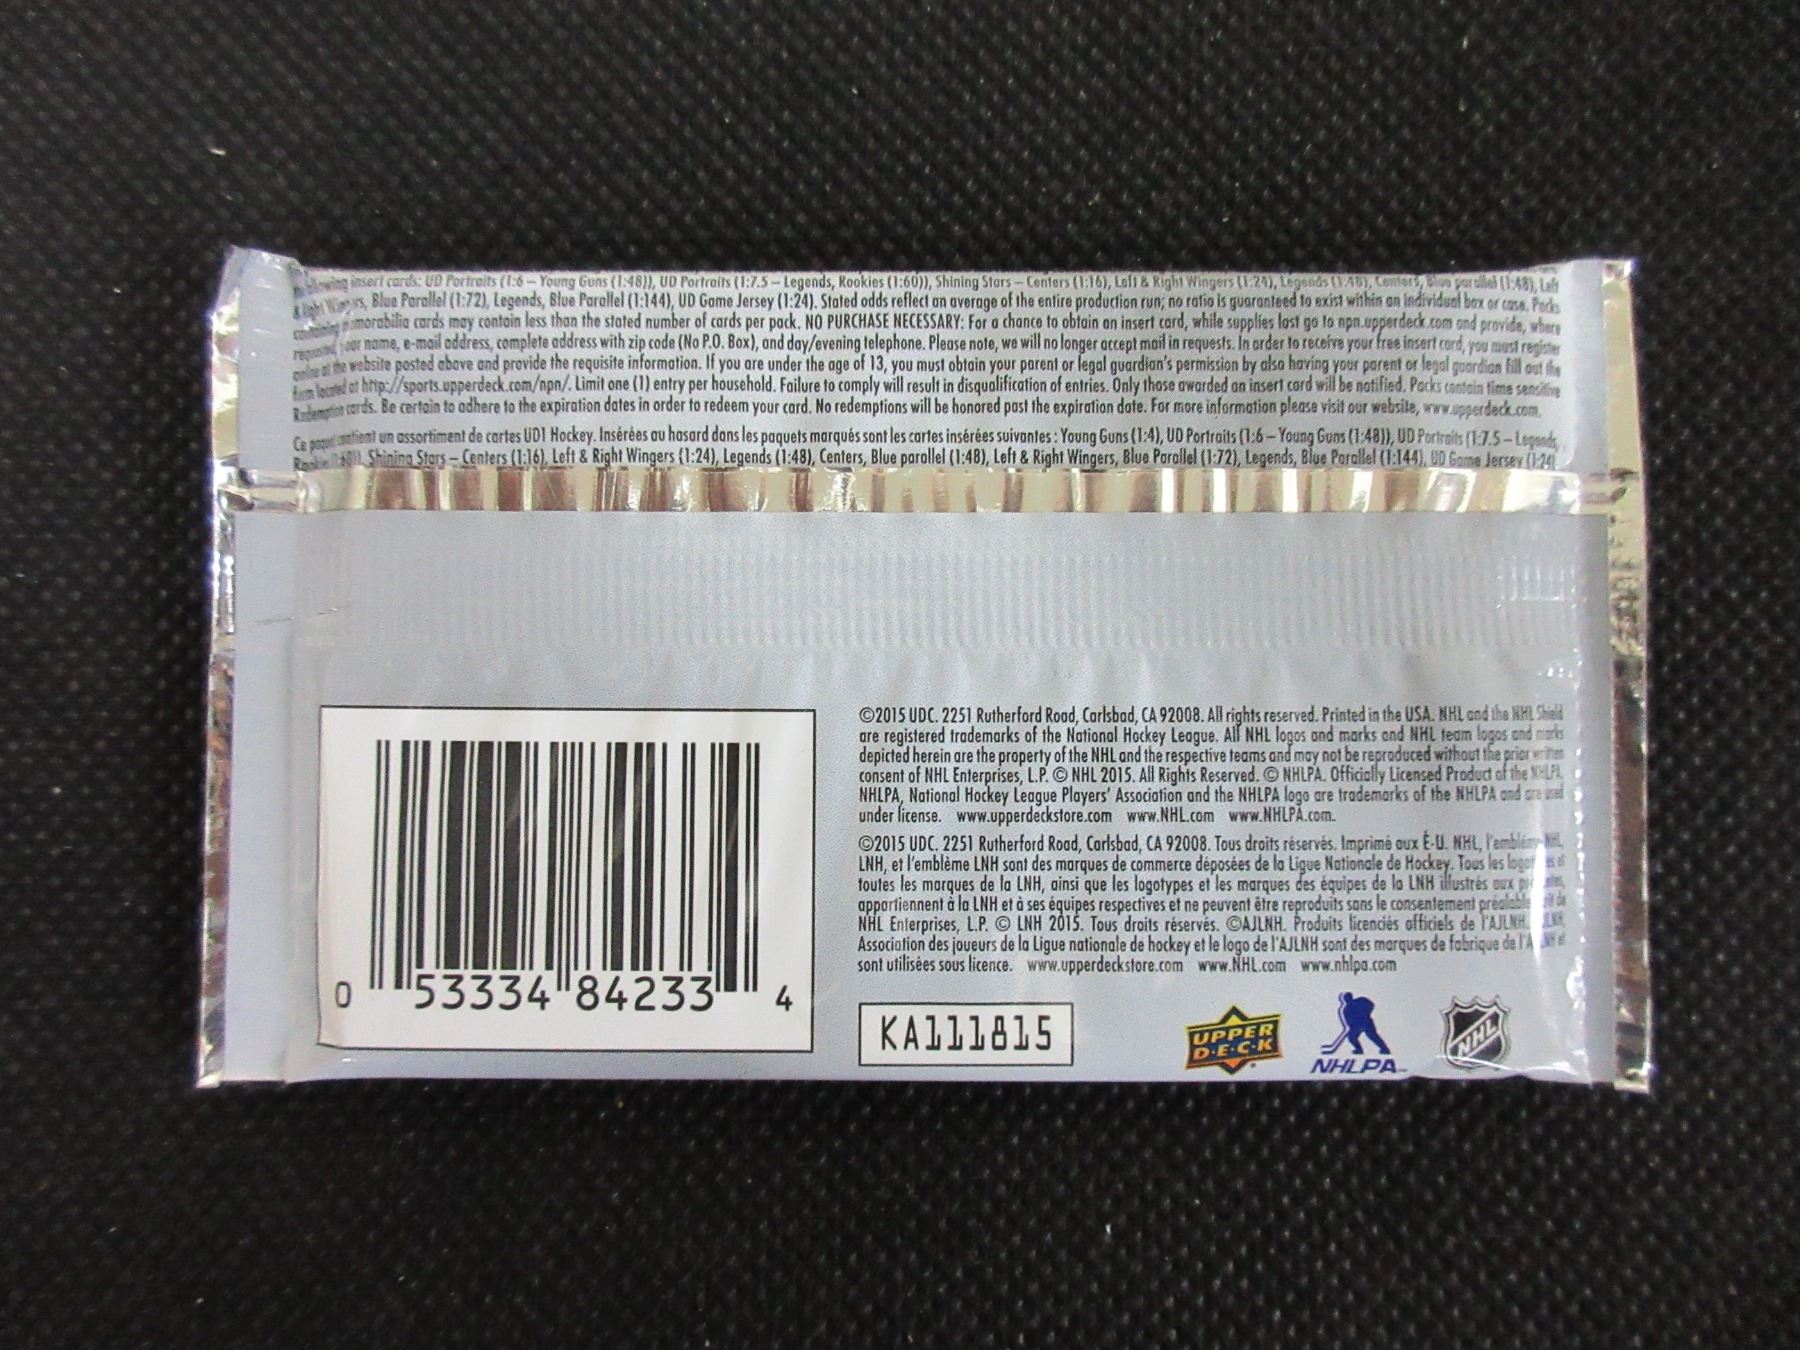 following insert cards: UD Portraits (1:6 – Young Guns (1:48)), UD Portraits (1:7.5 – Legends, Rookies (1:60)), Shining Stars – Centers (1:16), Left & Right Wingers (1:24), Legends (1:48), Centers, Blue parallel (1:48), Left
& Right Wingers, Blue Parallel (1:72), Legends, Blue Parallel (1:144), UD Game Jersey (1:24). Stated odds reflect an average of the entire production run; no ratio is guaranteed to exist within an individual box or case. Packs
containing memorabilia cards may contain less than the stated number of cards per pack. NO PURCHASE NECESSARY: For a chance to obtain an insert card, while supplies last go to npn.upperdeck.com and provide, where
requested, your name, e-mail address, complete address with zip code (No P.O. Box), and day/evening telephone. Please note, we will no longer accept mail in requests. In order to receive your free insert card, you must register
online at the website posted above and provide the requisite information. If you are under the age of 13, you must obtain your parent or legal guardian's permission by also having your parent or legal guardian fill out the
form located at http://sports.upperdeck.com/npn/. Limit one (1) entry per household. Failure to comply will result in disqualification of entries. Only those awarded an insert card will be notified. Packs contain time sensitive
Redemption cards. Be certain to adhere to the expiration dates in order to redeem your card. No redemptions will be honored past the expiration date. For more information please visit our website, www.upperdeck.com.
Ce paquet contient un assortiment de cartes UD1 Hockey. Insérées au hasard dans les paquets marqués sont les cartes insérées suivantes : Young Guns (1:4), UD Portraits (1:6 – Young Guns (1:48)), UD Portraits (1:7.5 – Legends,
Rookies (1:60)), Shining Stars – Centers (1:16), Left & Right Wingers (1:24), Legends (1:48), Centers, Blue parallel (1:48), Left & Right Wingers, Blue Parallel (1:72), Legends, Blue Parallel (1:144), UD Game Jersey (1:24)
©2015 UDC. 2251 Rutherford Road, Carlsbad, CA 92008. All rights reserved. Printed in the USA. NHL and the NHL Shield
are registered trademarks of the National Hockey League. All NHL logos and marks and NHL team logos and marks
depicted herein are the property of the NHL and the respective teams and may not be reproduced without the prior written
consent of NHL Enterprises, L.P. © NHL 2015. All Rights Reserved. © NHLPA. Officially Licensed Product of the NHLPA.
NHLPA, National Hockey League Players' Association and the NHLPA logo are trademarks of the NHLPA and are used
under license. www.upperdeckstore.com www.NHL.com www.NHLPA.com.
©2015 UDC. 2251 Rutherford Road, Carlsbad, CA 92008. Tous droits réservés. Imprimé aux É-U. NHL, l'emblème NHL,
LNH, et l'emblème LNH sont des marques de commerce déposées de la Ligue Nationale de Hockey. Tous les logotypes et
toutes les marques de la LNH, ainsi que les logotypes et les marques des équipes de la LNH illustrés aux
appartiennent à la LNH et à ses équipes respectives et ne peuvent être reproduits sans le consentement préalable écrit de
NHL Enterprises, L.P. © LNH 2015. Tous droits réservés. ©AJLNH. Produits licenciés officiels de l'AJLNH. AJLNH,
Association des joueurs de la Ligue nationale de hockey et le logo de l'AJLNH sont des marques de fabrique de l'AJLNH et
sont utilisées sous licence. www.upperdeckstore.com www.NHL.com www.nhlpa.com
0 53334 84233 4
KA111815
UPPER
D·E·C·K
NHLPA
NHL